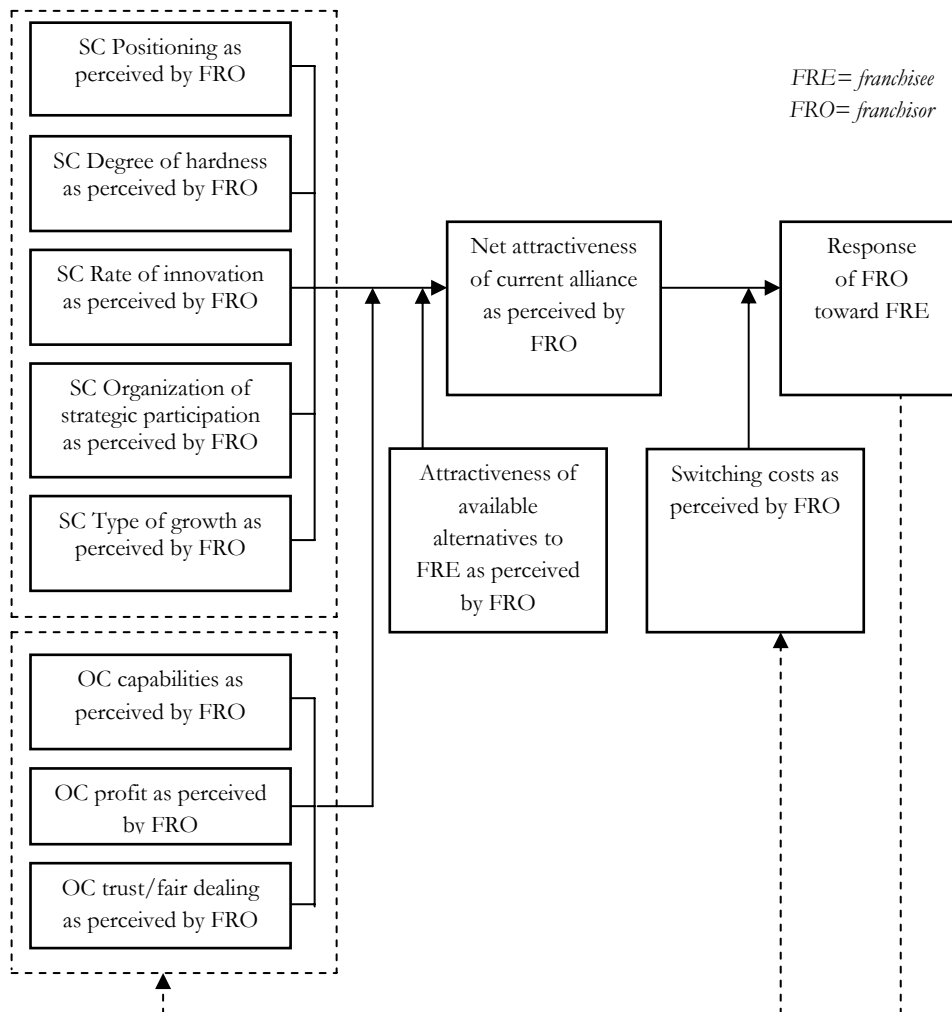 SC Positioning as
perceived by FRO
FRE= franchisee
FRO= franchisor
SC Degree of hardness
as perceived by FRO
SC Rate of innovation
as perceived by FRO
Net attractiveness
of current alliance
as perceived by
FRO
Response
of FRO
toward FRE
SC Organization of
strategic participation
as perceived by FRO
SC Type of growth as
perceived by FRO
Attractiveness of
available
alternatives to
FRE as perceived
by FRO
Switching costs as
perceived by FRO
OC capabilities as
perceived by FRO
OC profit as perceived
by FRO
OC trust/fair dealing
as perceived by FRO